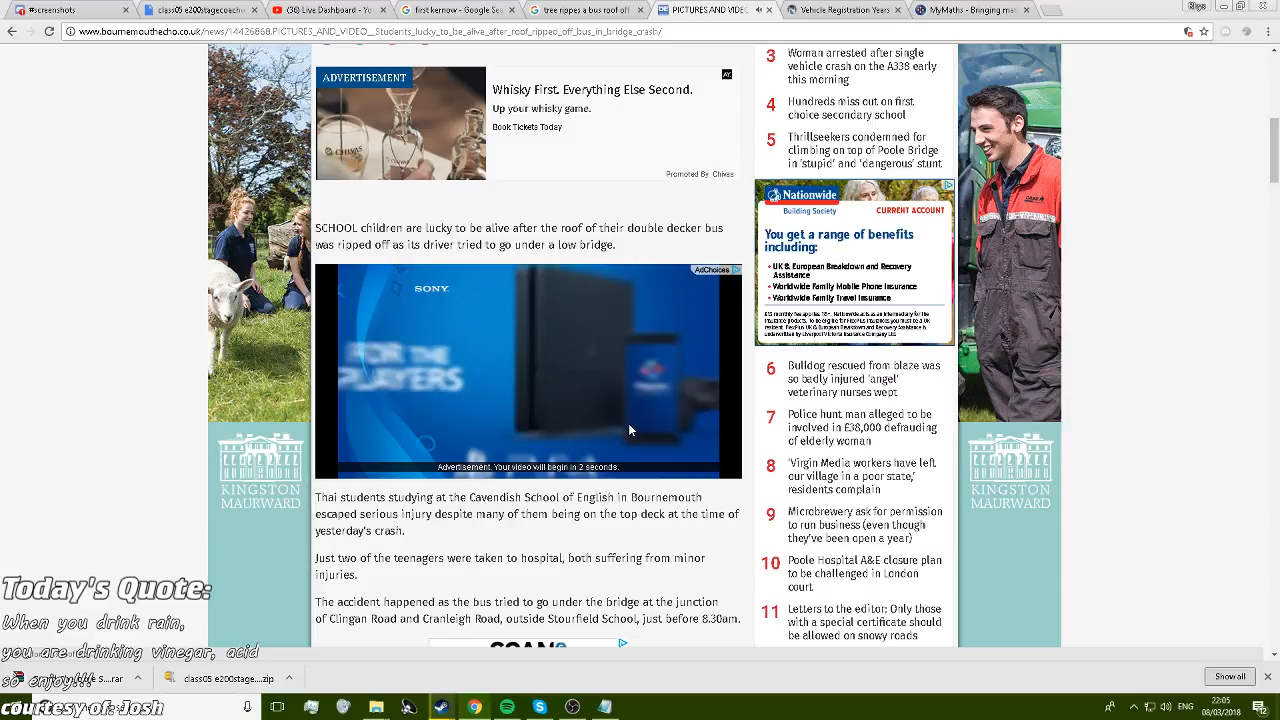 #screenshots
class05 e200stagecoac
(36) Live Dashboard - Yo
first kernow - Google Se
tree ripples a bus roof off
PICTURES AND VIDEO
Vehicle Registration Years
MyMaths - Bringing mat
www.bournemouthecho.co.uk/news/14426868.PICTURES_AND_VIDEO__Students_lucky_to_be_alive_after_roof_ripped_off_bus_in_bridge_crash/
ADVERTISEMENT
Whisky First. Everything Else Second.
Up your whisky game.
Book Tickets Today
Promoted By Chivas
SCHOOL children are lucky to be alive after the roof of their double decker bus
was ripped off as its driver tried to go under a low bridge.
AdChoices
SONY
PLAYERS
Advertisement. Your video will begin in 2 seconds.
The students studying at the Cavendish School of English in Bournemouth
avoided serious injury despite many of them being on the top deck at the time of
yesterday's crash.
Just two of the teenagers were taken to hospital, both suffering from minor
injuries.
The accident happened as the bus tried to go under the bridge at the junction
of Clingan Road and Cranleigh Road, outside Stourfield School, just before 8.30am.
3 Woman arrested after single
vehicle crash on the A338 early
this morning
4 Hundreds miss out on first
choice secondary school
5 Thrillseekers condemned for
climbing on top of Poole Bridge
in 'stupid' and 'dangerous' stunt
Nationwide
Building Society
CURRENT ACCOUNT
You get a range of benefits
including:
• UK & European Breakdown and Recovery
Assistance
• Worldwide Family Mobile Phone Insurance
• Worldwide Family Travel Insurance
6 Bulldog rescued from blaze was
so badly injured 'angel'
veterinary nurses wept
7 Police hunt man alleged to be
involved in £38,000 defrauding
of elderly woman
8 'Virgin Media workers have left
our village in a poor state,'
residents complain
9 Microbrewery ask for permission
to run business (even though
they've been open a year)
10 Poole Hospital A&E closure plan
to be challenged in London
court
11 Letters to the editor: Only those
with a special certificate should
be allowed on snowy roads
KINGSTON
MAURWARD
KINGSTON
MAURWARD
Today's Quote:
When you drink rain,
you are drinking vinegar, acid
so enjoy!!!
courtesy of: Josh
....rar
class05 e200stage....zip
Show all
ENG
22:05
08/03/2018